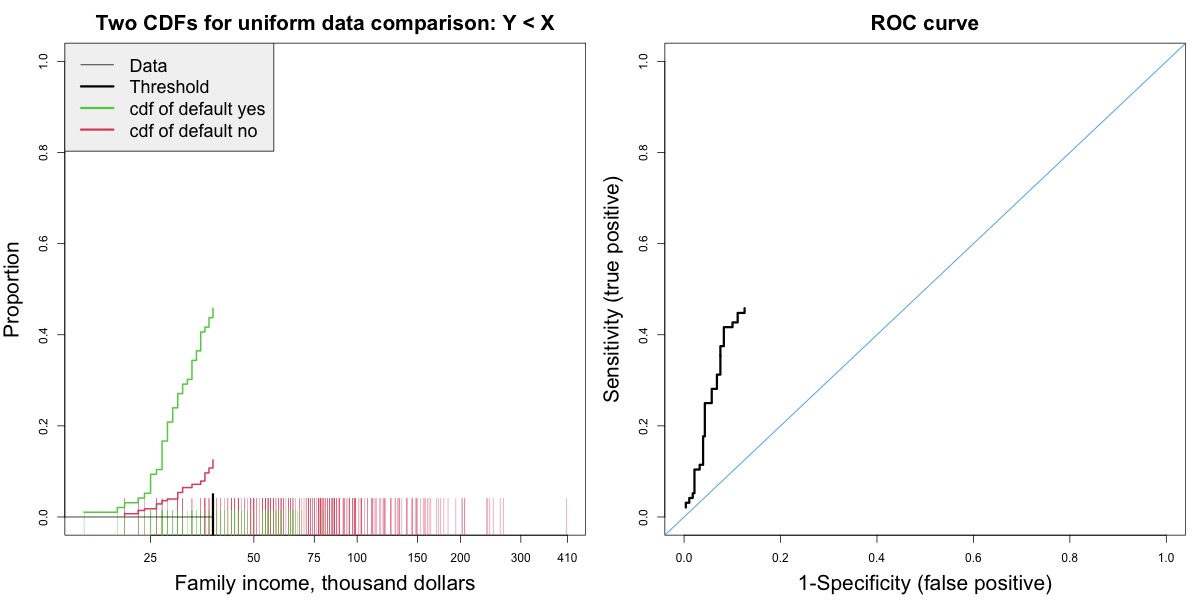 Two CDFs for uniform data comparison: Y < X
Data
Threshold
cdf of default yes
cdf of default no
Proportion
0.0
0.2
0.4
0.6
0.8
1.0
25
50
75
100
150
200
300
410
Family income, thousand dollars
ROC curve
Sensitivity (true positive)
0.0
0.2
0.4
0.6
0.8
1.0
0.0
0.2
0.4
0.6
0.8
1.0
1-Specificity (false positive)